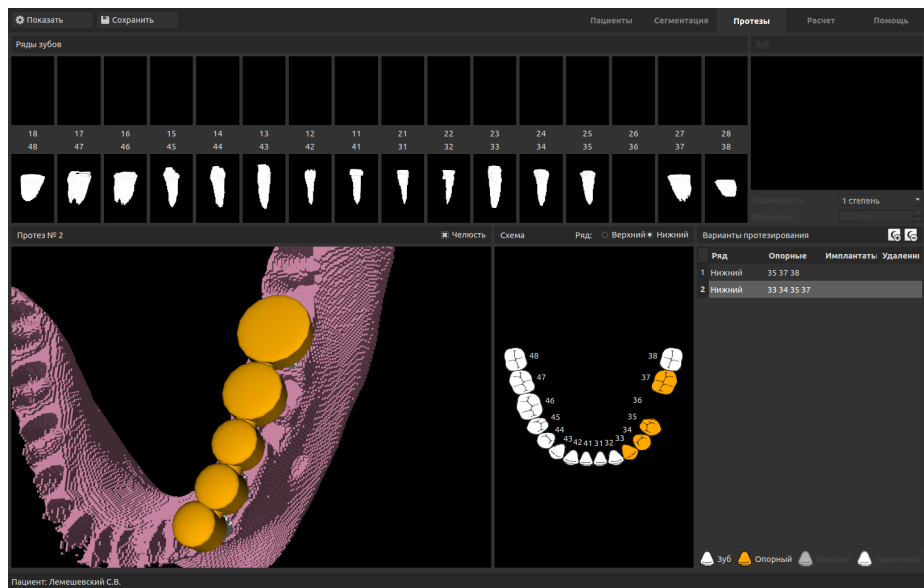 Показать Сохранить Пациенты Сегментация Протезы Расчет Помощь
Ряды зубов Зуб
18 17 16 15 14 13 12 11 21 22 23 24 25 26 27 28
48 47 46 45 44 43 42 41 31 32 33 34 35 36 37 38
Подвижность 1 степень
Протез № 2 Челюсть Схема Ряд: Верхний Нижний Варианты протезирования
Ряд Опорные Имплантаты Удаленн
1 Нижний 35 37 38
2 Нижний 33 34 35 37
48 38
47 37
46 36
45 35
44 34
43 42 41 31 32 33
Зуб Опорный
Пациент: Лемешевский С.В.